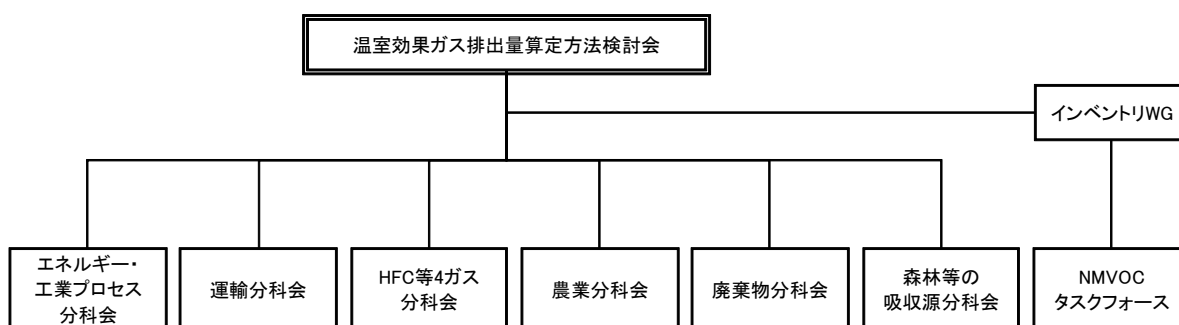 温室効果ガス排出量算定方法検討会
インベントリWG
エネルギー・
工業プロセス
分科会
運輸分科会
HFC等4ガス
分科会
農業分科会
廃棄物分科会
森林等の
吸収源分科会
NMVOC
タスクフォース